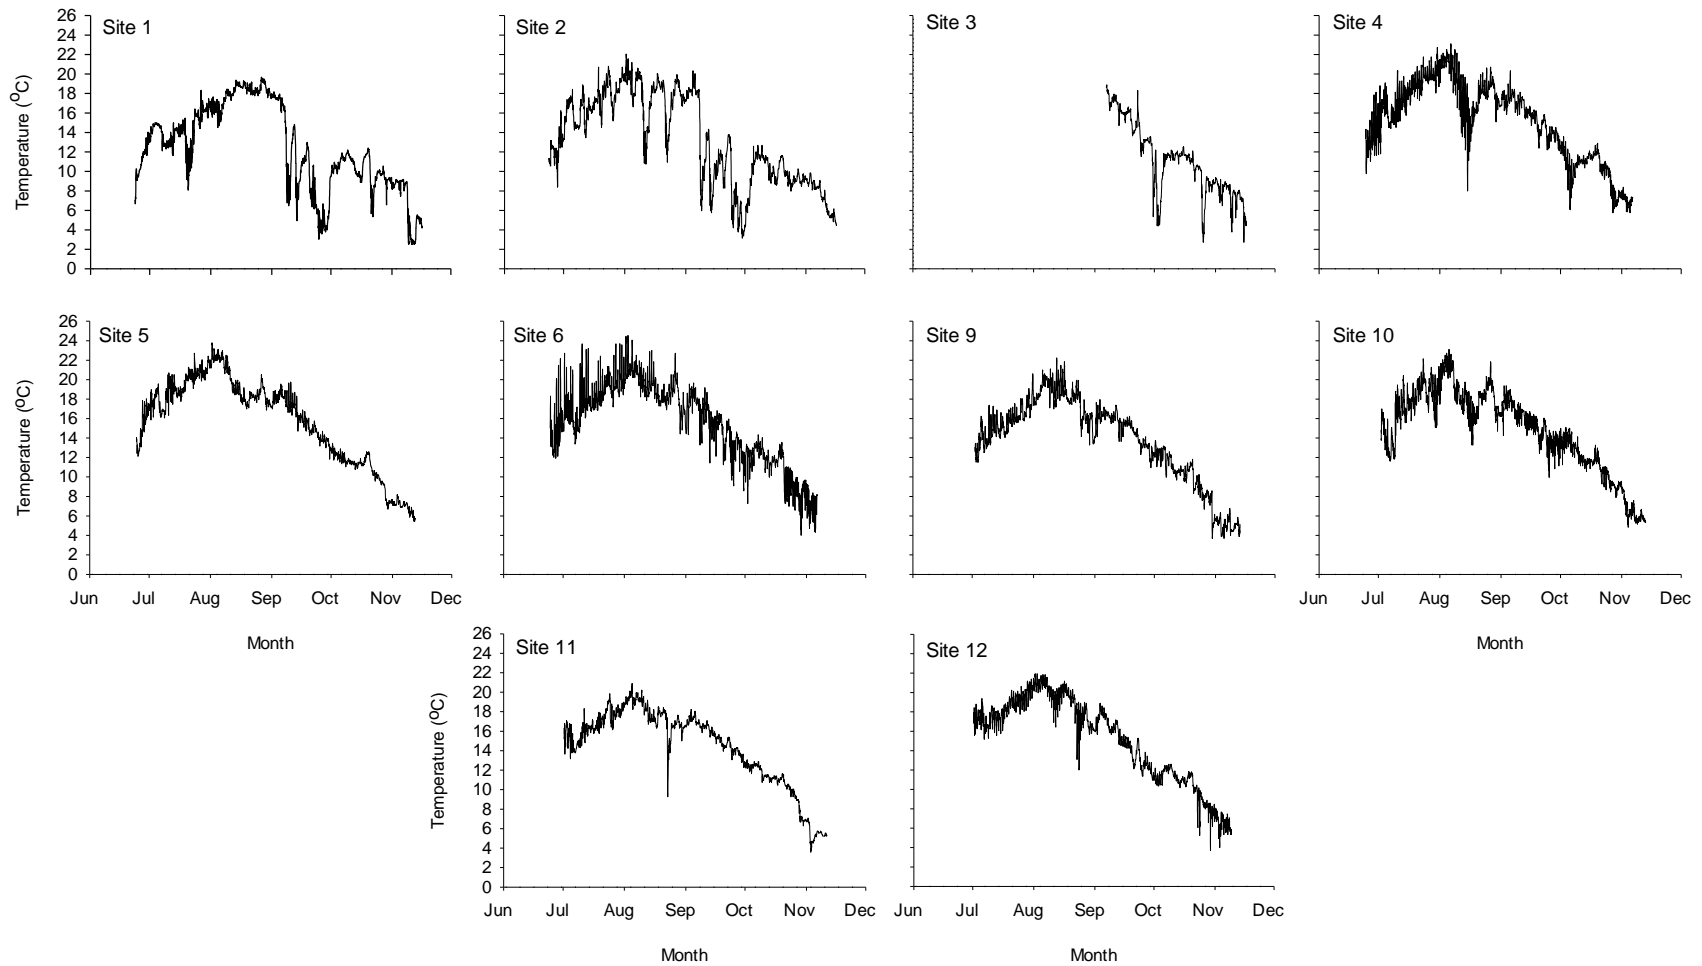 Site 1
Site 2
Site 3
Site 4
Temperature (ºC)
26
24
22
20
18
16
14
12
10
8
6
4
2
0
Site 5
Site 6
Site 9
Site 10
Temperature (ºC)
26
24
22
20
18
16
14
12
10
8
6
4
2
0
Jun Jul Aug Sep Oct Nov Dec
Month
Jun Jul Aug Sep Oct Nov Dec
Month
Site 11
Site 12
Temperature (ºC)
26
24
22
20
18
16
14
12
10
8
6
4
2
0
Jun Jul Aug Sep Oct Nov Dec
Month
Jun Jul Aug Sep Oct Nov Dec
Month